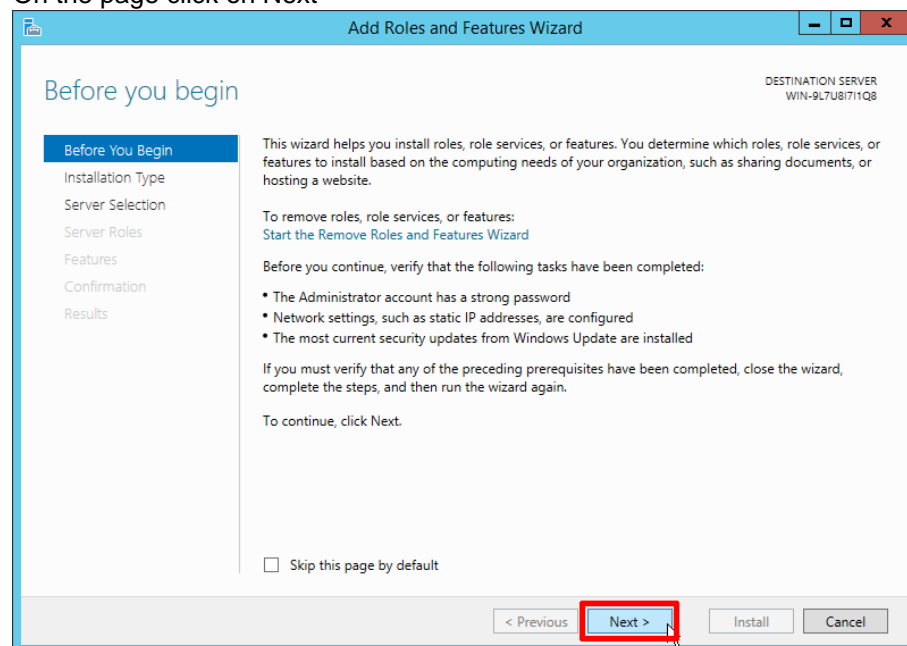 On the page click on Next
Add Roles and Features Wizard
Before you begin
DESTINATION SERVER
WIN-9L7U8I7I1Q8
Before You Begin
Installation Type
Server Selection
Server Roles
Features
Confirmation
Results
This wizard helps you install roles, role services, or features. You determine which roles, role services, or
features to install based on the computing needs of your organization, such as sharing documents, or
hosting a website.
To remove roles, role services, or features:
Start the Remove Roles and Features Wizard
Before you continue, verify that the following tasks have been completed:
• The Administrator account has a strong password
• Network settings, such as static IP addresses, are configured
• The most current security updates from Windows Update are installed
If you must verify that any of the preceding prerequisites have been completed, close the wizard,
complete the steps, and then run the wizard again.
To continue, click Next.
Skip this page by default
< Previous
Next >
Install
Cancel